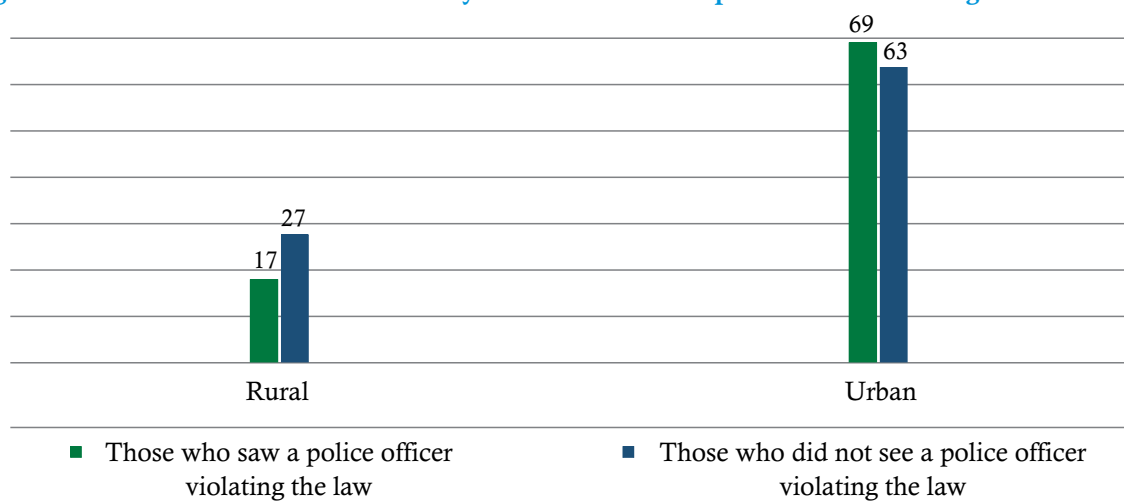 69
63
27
17
Rural Urban
Those who saw a police officer
violating the law
Those who did not see a police officer
violating the law